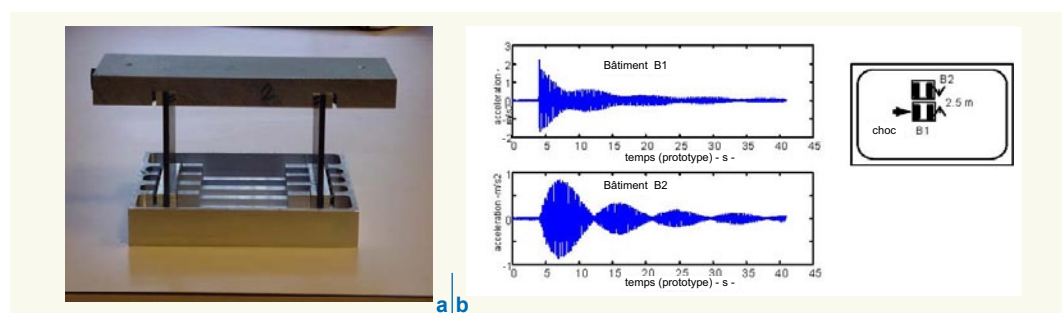 3
2
1
0
-1
-2
acceleration -
m/s2
Bâtiment B1
0 5 10 15 20 25 30 35 40 45
temps (prototype) - s -
1
0
-1
acceleration -m/s2
Bâtiment B2
0 5 10 15 20 25 30 35 40 45
temps (prototype) - s -
B2
2.5 m
choc
B1
a b